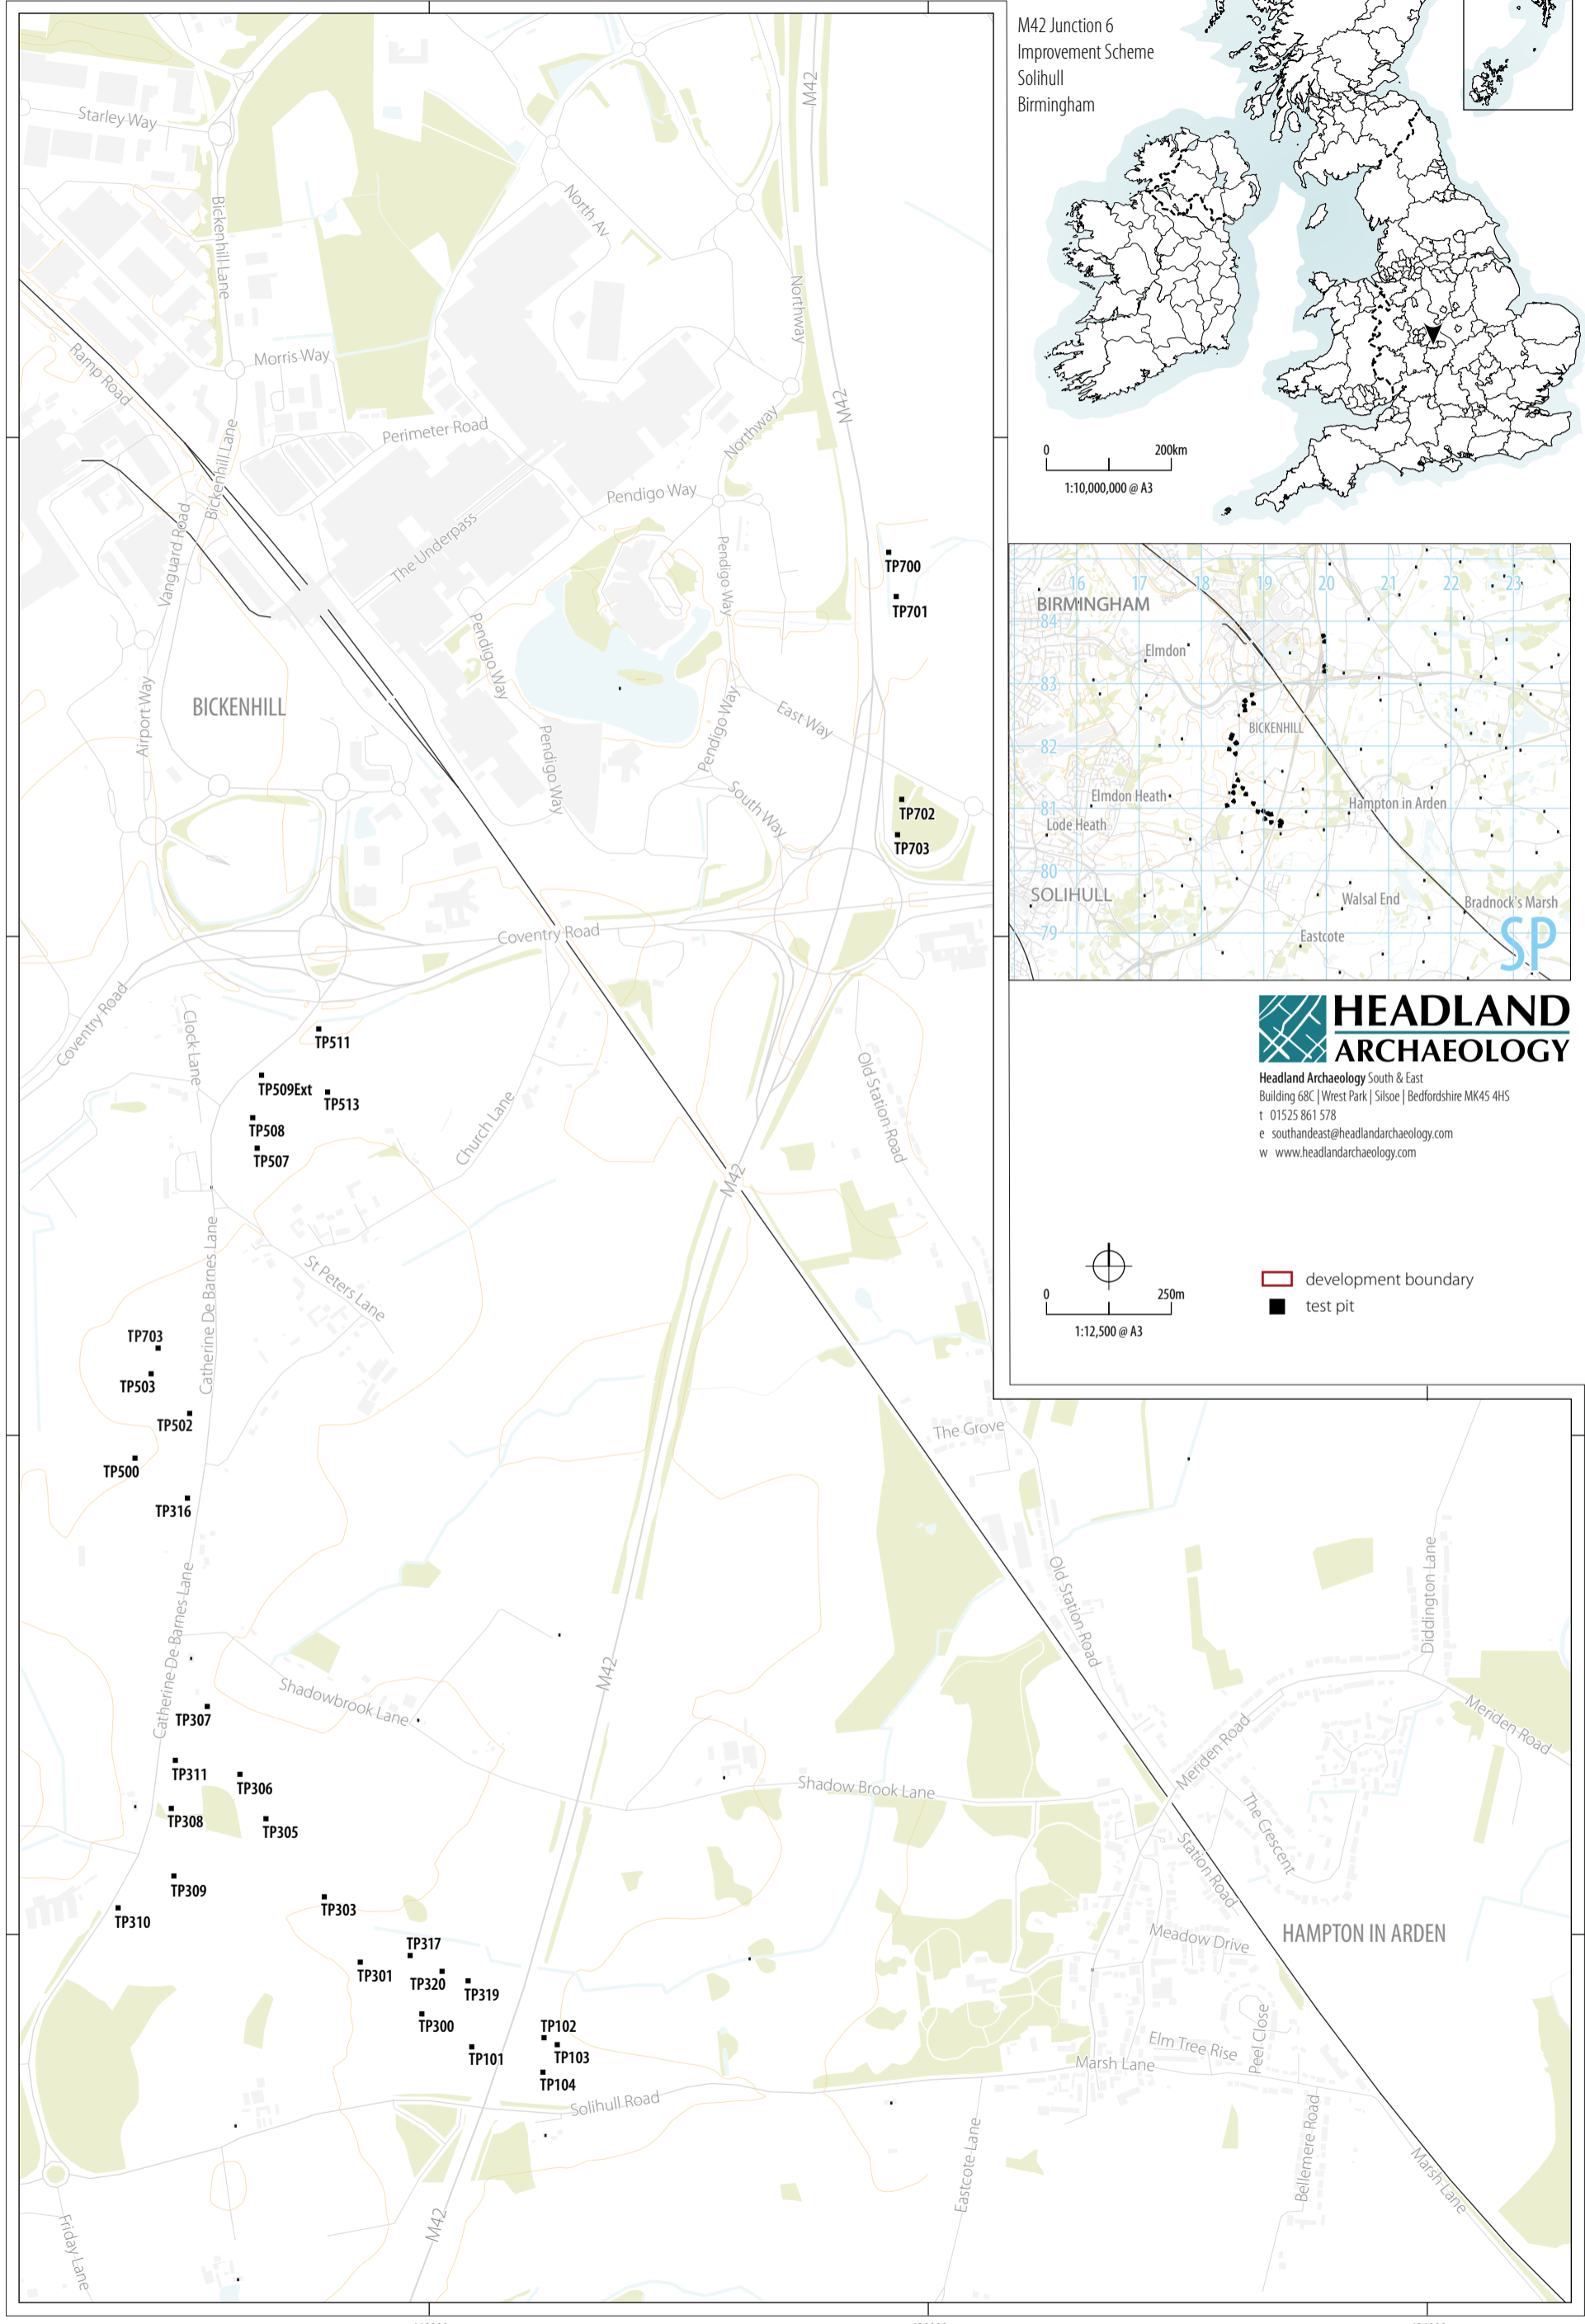 M42 Junction 6
Improvement Scheme
Solihull
Birmingham
0 200km
1:10,000,000 @ A3
Starley Way
Bickenhill Lane
North Av
M42
Northway
Ramp Road
Morris Way
M42
Perimeter Road
Bickenhill Lane
Northway
Pendigo Way
Vanguard Road
The Underpass
Pendigo Way
TP700
TP701
Pendigo Way
Airport Way
BICKENHILL
Pendigo Way
Pendigo Way
East Way
South Way
TP702
TP703
Coventry Road
Coventry Road
Clock Lane
TP511
TP509Ext
TP513
TP508
TP507
Church Lane
Old Station Road
M42
Catherine De Barnes Lane
St Peters Lane
TP703
TP503
TP502
TP500
TP316
The Grove
Catherine De Barnes Lane
Old Station Road
Diddington Lane
Shadowbrook Lane
M42
TP307
TP311
TP306
TP308
TP305
Shadow Brook Lane
Meriden Road
Meriden Road
The Crescent
Station Road
TP309
TP310
TP303
TP317
TP301
TP320
TP319
TP300
TP101
TP102
TP103
TP104
Meadow Drive
HAMPTON IN ARDEN
Elm Tree Rise
Peel Close
Marsh Lane
Solihull Road
Eastcote Lane
Bellemere Road
Marsh Lane
Friday Lane
M42
16 17 18 19 20 21 22 23
BIRMINGHAM
84
Elmdon
83
BICKENHILL
82
Elmdon Heath
81
Hampton in Arden
Lode Heath
80
SOLIHULL
Walsal End
Bradnock's Marsh
79
Eastcote
SP
HEADLAND
ARCHAEOLOGY
Headland Archaeology South & East
Building 68C | Wrest Park | Silsoe | Bedfordshire MK45 4HS
t 01525 861 578
e southandeast@headlandarchaeology.com
w www.headlandarchaeology.com
0 250m
1:12,500 @ A3
development boundary
test pit